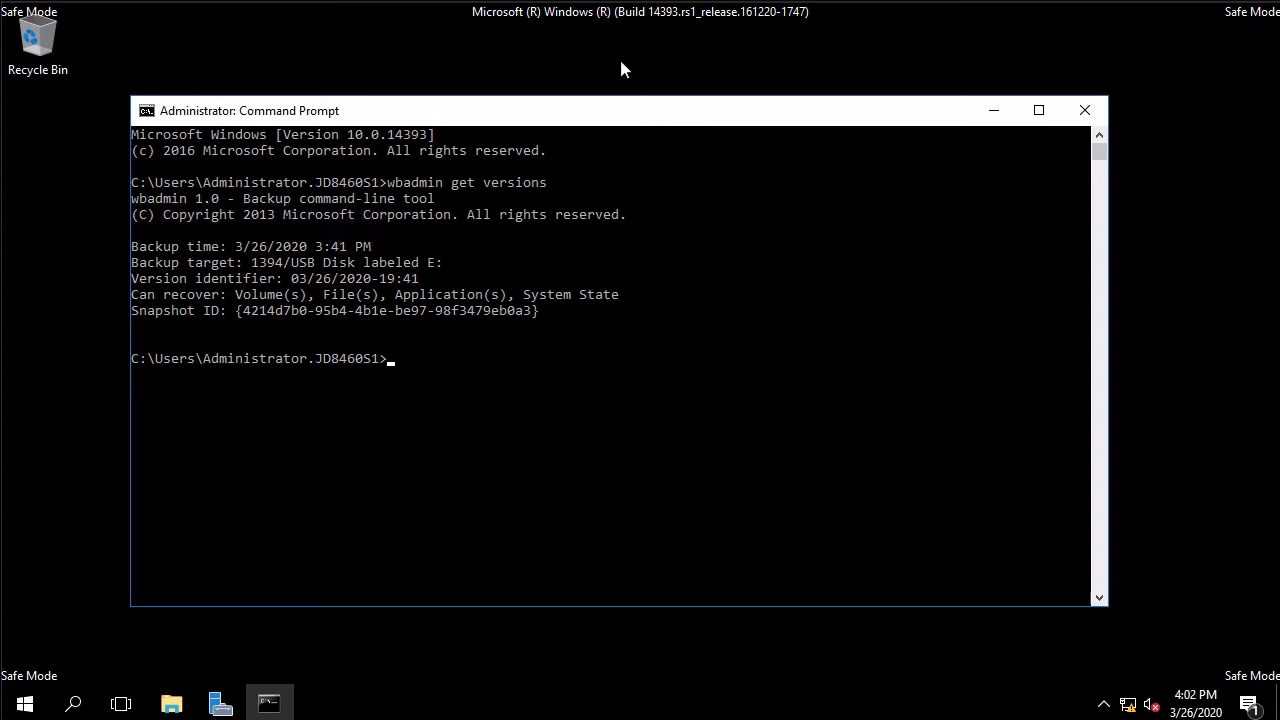 Safe Mode
Microsoft (R) Windows (R) (Build 14393.rs1_release.161220-1747)
Safe Mode
Recycle Bin
Administrator: Command Prompt
Microsoft Windows [Version 10.0.14393]
(c) 2016 Microsoft Corporation. All rights reserved.
C:\Users\Administrator.JD8460S1>wbadmin get versions
wbadmin 1.0 - Backup command-line tool
(C) Copyright 2013 Microsoft Corporation. All rights reserved.
Backup time: 3/26/2020 3:41 PM
Backup target: 1394/USB Disk labeled E:
Version identifier: 03/26/2020-19:41
Can recover: Volume(s), File(s), Application(s), System State
Snapshot ID: {4214d7b0-95b4-4b1e-be97-98f3479eb0a3}
C:\Users\Administrator.JD8460S1>
Safe Mode
Safe Mode
4:02 PM
3/26/2020
1